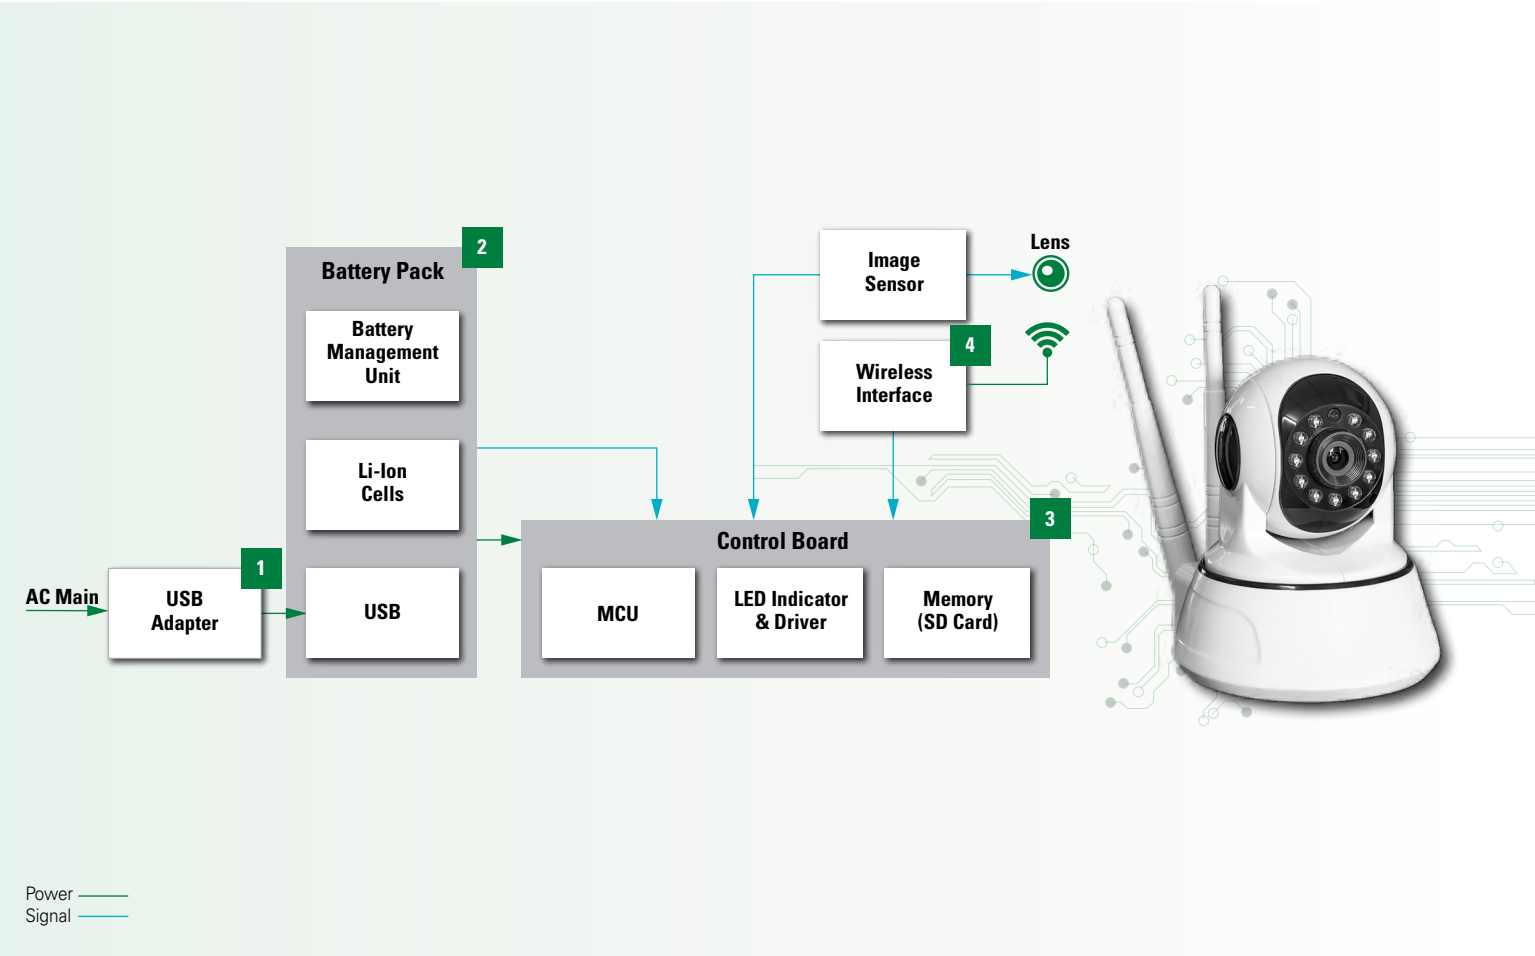 2
Battery Pack
Battery
Management
Unit
Li-Ion
Cells
USB
1
AC Main
USB
Adapter
Image
Sensor
Lens
4
Wireless
Interface
3
Control Board
MCU
LED Indicator
& Driver
Memory
(SD Card)
Power
Signal